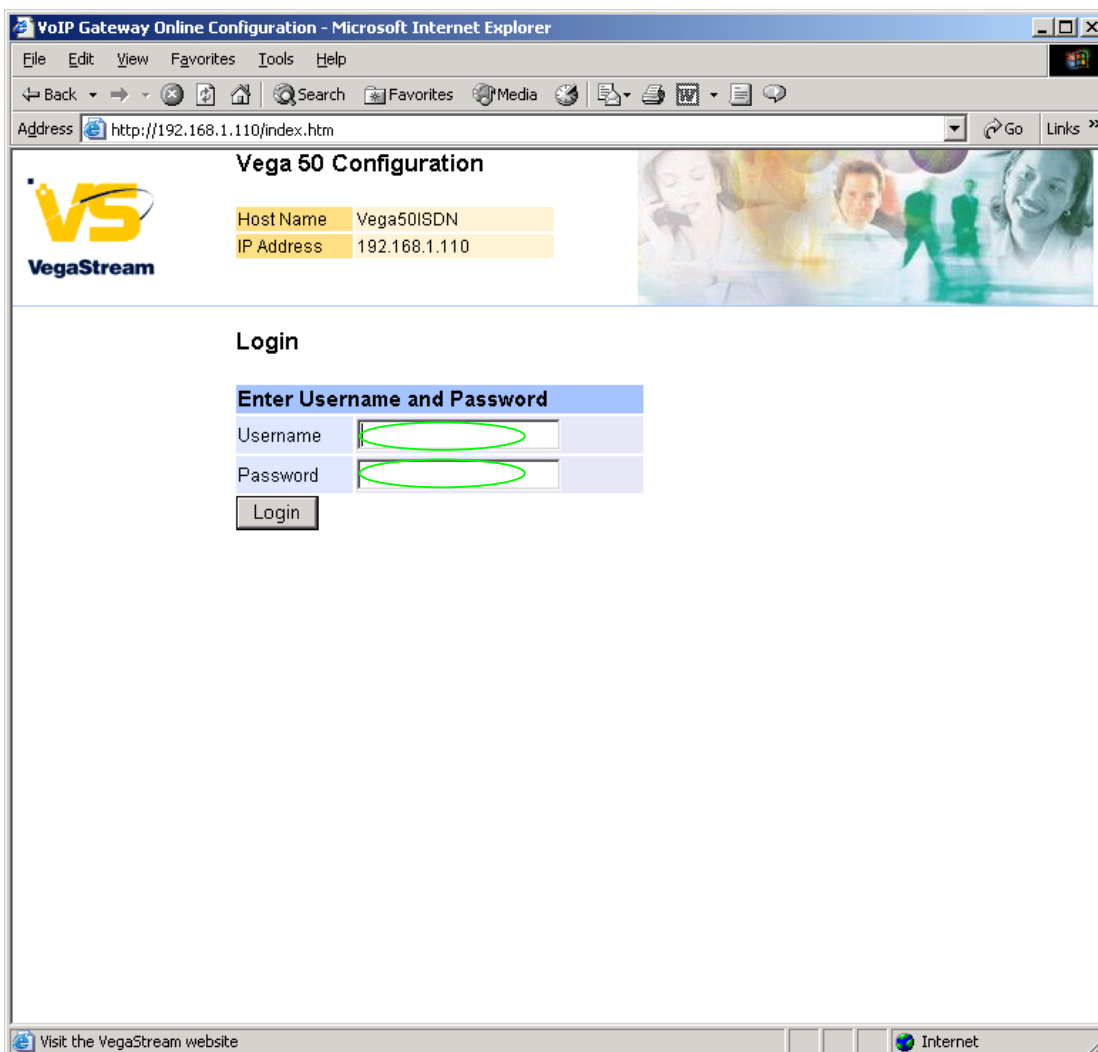 VoIP Gateway Online Configuration - Microsoft Internet Explorer
File Edit View Favorites Tools Help
Back Search Favorites Media
Address http://192.168.1.110/index.htm Go Links »
VS
VegaStream
Vega 50 Configuration
Host Name Vega50ISDN
IP Address 192.168.1.110
Login
Enter Username and Password
Username
Password
Login
Visit the VegaStream website Internet